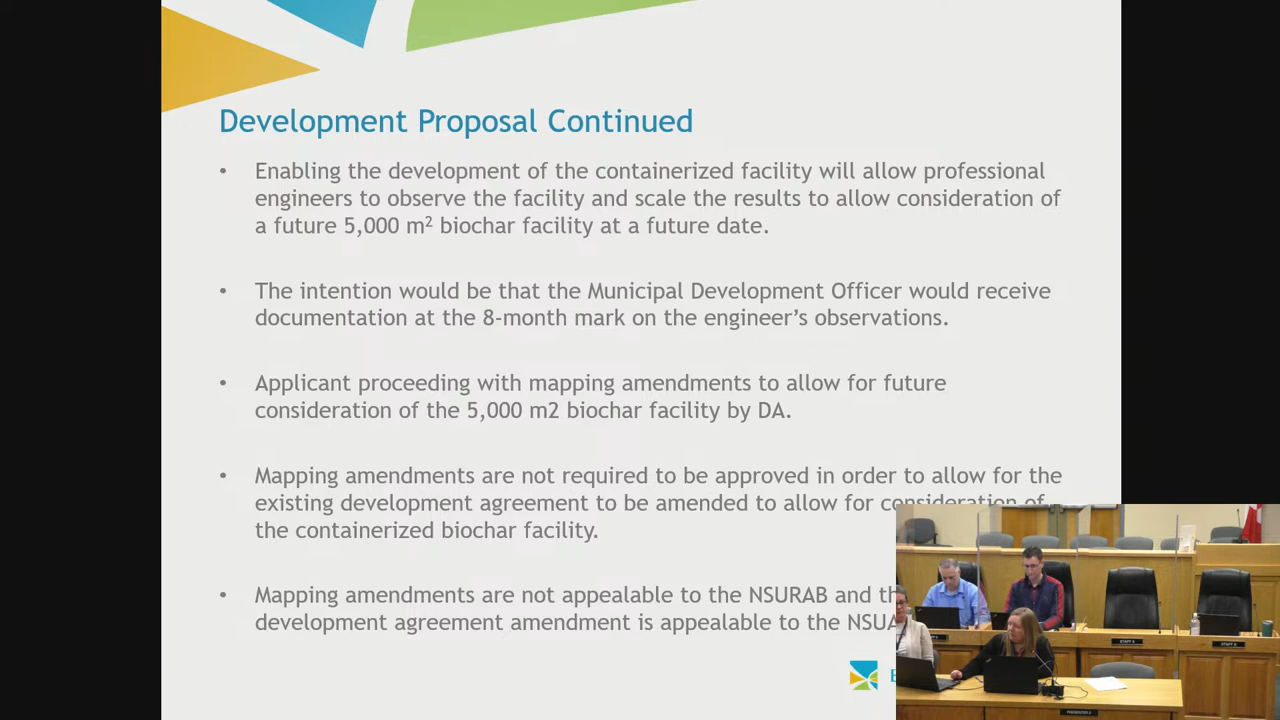 Development Proposal Continued
• Enabling the development of the containerized facility will allow professional
engineers to observe the facility and scale the results to allow consideration of
a future 5,000 m² biochar facility at a future date.
• The intention would be that the Municipal Development Officer would receive
documentation at the 8-month mark on the engineer's observations.
• Applicant proceeding with mapping amendments to allow for future
consideration of the 5,000 m2 biochar facility by DA.
• Mapping amendments are not required to be approved in order to allow for the
existing development agreement to be amended to allow for consideration of
the containerized biochar facility.
• Mapping amendments are not appealable to the NSURAB and
development agreement amendment is appealable to the